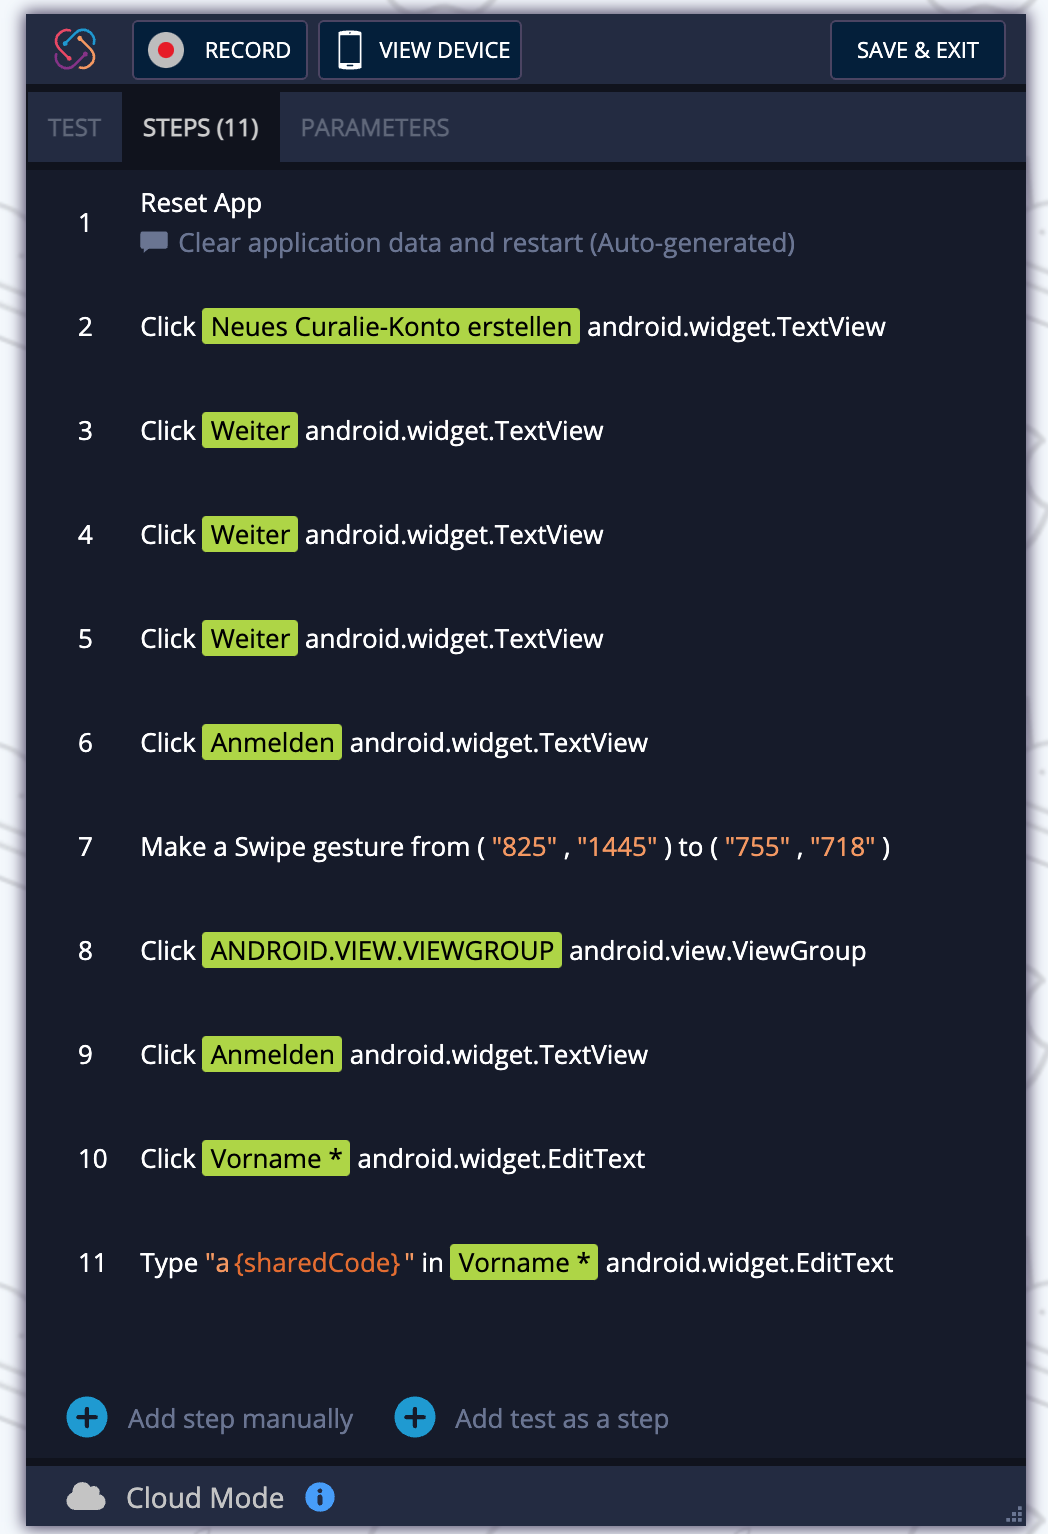 RECORD VIEW DEVICE SAVE & EXIT
TEST STEPS (11) PARAMETERS
1 Reset App
Clear application data and restart (Auto-generated)
2 Click Neues Curalie-Konto erstellen android.widget.TextView
3 Click Weiter android.widget.TextView
4 Click Weiter android.widget.TextView
5 Click Weiter android.widget.TextView
6 Click Anmelden android.widget.TextView
7 Make a Swipe gesture from ( "825" , "1445" ) to ( "755" , "718" )
8 Click ANDROID.VIEW.VIEWGROUP android.view.ViewGroup
9 Click Anmelden android.widget.TextView
10 Click Vorname * android.widget.EditText
11 Type "a{sharedCode}" in Vorname * android.widget.EditText
Add step manually Add test as a step
Cloud Mode